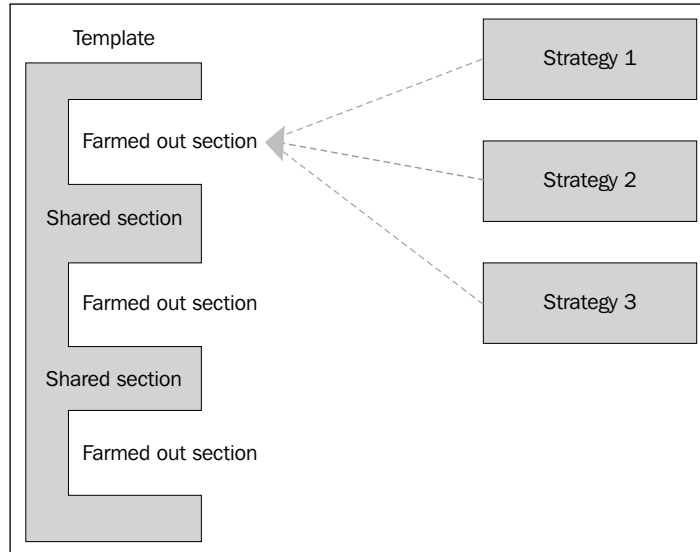 Template
Strategy 1
Farmed out section
Strategy 2
Shared section
Farmed out section
Strategy 3
Shared section
Farmed out section